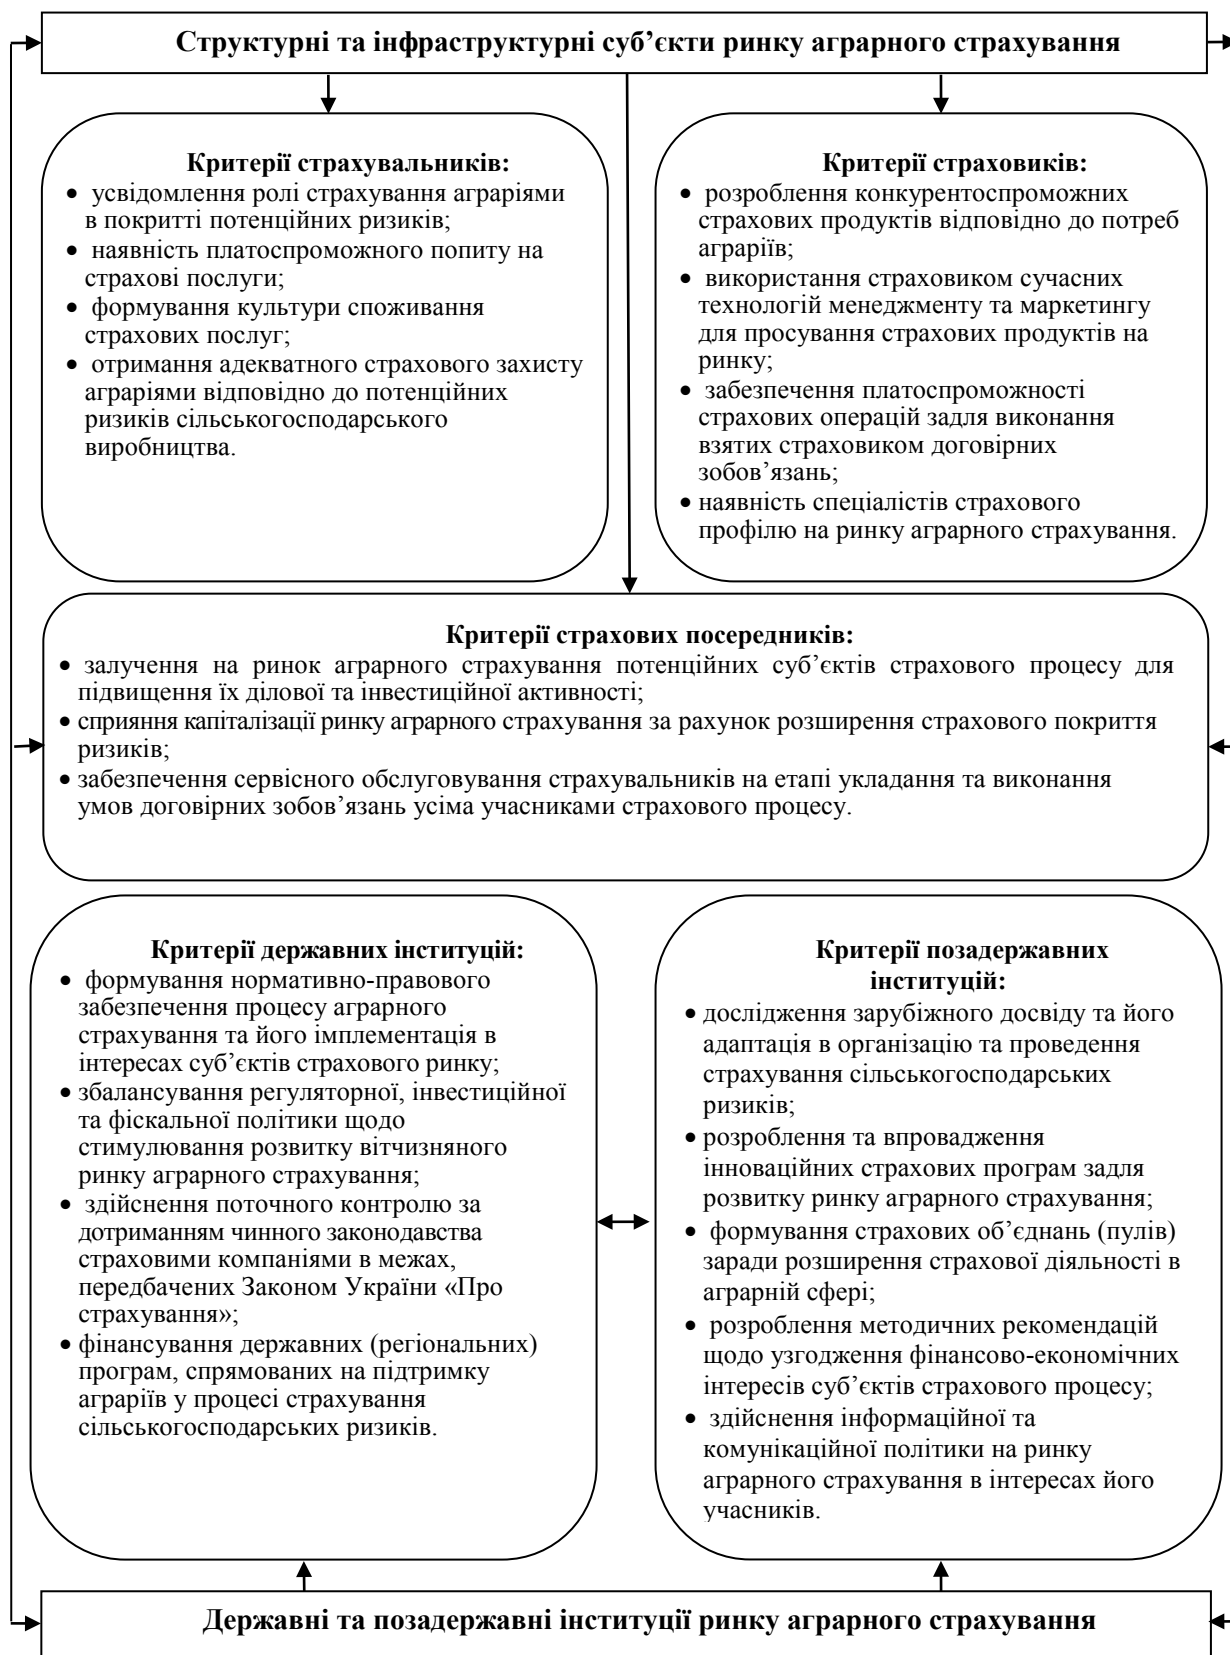 Структурні та інфраструктурні суб’єкти ринку аграрного страхування
Критерії страхувальників:
• усвідомлення ролі страхування аграріями
в покритті потенційних ризиків;
• наявність платоспроможного попиту на
страхові послуги;
• формування культури споживання
страхових послуг;
• отримання адекватного страхового захисту
аграріями відповідно до потенційних
ризиків сільськогосподарського
виробництва.
Критерії страховиків:
• розроблення конкурентоспроможних
страхових продуктів відповідно до потреб
аграріїв;
• використання страховиком сучасних
технологій менеджменту та маркетингу
для просування страхових продуктів на
ринку;
• забезпечення платоспроможності
страхових операцій задля виконання
взятих страховиком договірних
зобов’язань;
• наявність спеціалістів страхового
профілю на ринку аграрного страхування.
Критерії страхових посередників:
• залучення на ринок аграрного страхування потенційних суб’єктів страхового процесу для
підвищення їх ділової та інвестиційної активності;
• сприяння капіталізації ринку аграрного страхування за рахунок розширення страхового покриття
ризиків;
• забезпечення сервісного обслуговування страхувальників на етапі укладання та виконання
умов договірних зобов’язань усіма учасниками страхового процесу.
Критерії державних інституцій:
• формування нормативно-правового
забезпечення процесу аграрного
страхування та його імплементація в
інтересах суб’єктів страхового ринку;
• збалансування регуляторної, інвестиційної
та фіскальної політики щодо
стимулювання розвитку вітчизняного
ринку аграрного страхування;
• здійснення поточного контролю за
дотриманням чинного законодавства
страховими компаніями в межах,
передбачених Законом України «Про
страхування»;
• фінансування державних (регіональних)
програм, спрямованих на підтримку
аграріїв у процесі страхування
сільськогосподарських ризиків.
Критерії позадержавних
інституцій:
• дослідження зарубіжного досвіду та його
адаптація в організацію та проведення
страхування сільськогосподарських
ризиків;
• розроблення та впровадження
інноваційних страхових програм задля
розвитку ринку аграрного страхування;
• формування страхових об’єднань (пулів)
заради розширення страхової діяльності в
аграрній сфері;
• розроблення методичних рекомендацій
щодо узгодження фінансово-економічних
інтересів суб’єктів страхового процесу;
• здійснення інформаційної та
комунікаційної політики на ринку
аграрного страхування в інтересах його
учасників.
Державні та позадержавні інституції ринку аграрного страхування